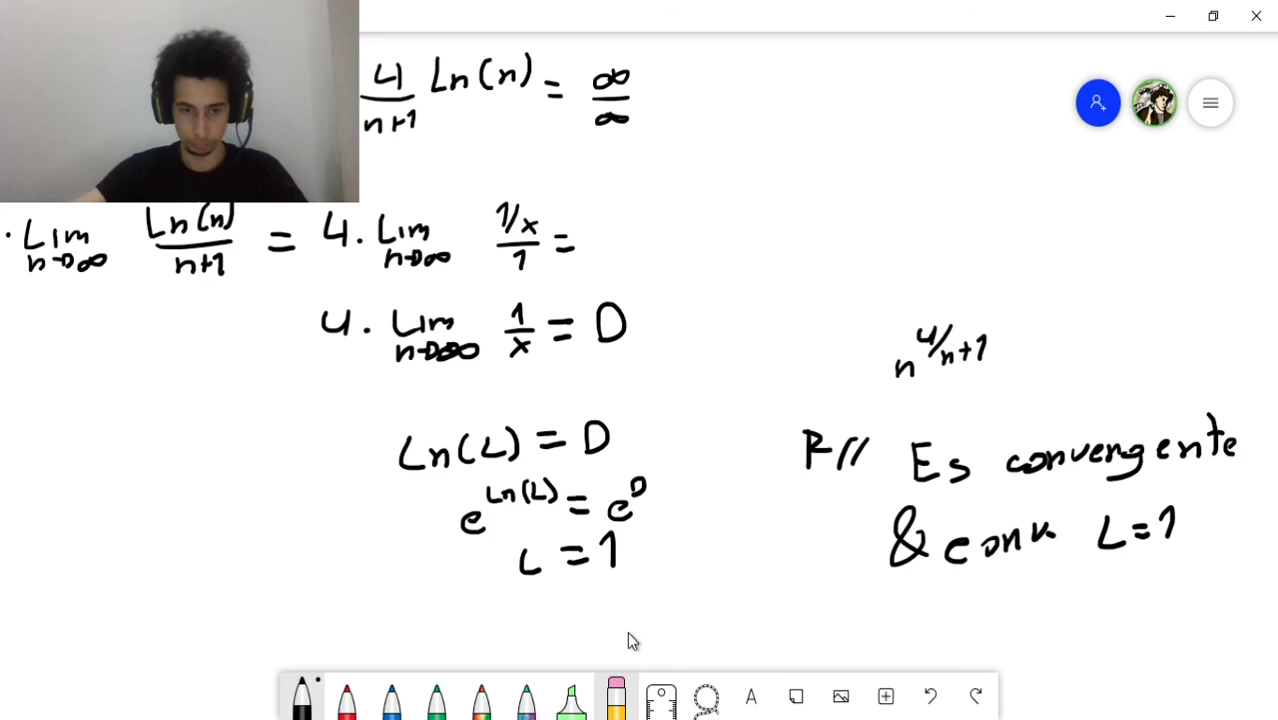 4/(n+1) Ln(n) = ∞/∞
· Lim n→∞ Ln(n)/(n+1) = 4 · Lim n→∞ (1/x)/1 =
4 · Lim n→∞ 1/x = 0
n^(4/n+1)
Ln(L) = 0
e^Ln(L) = e^0
L = 1
R// Es convergente
& conv. L=1
A